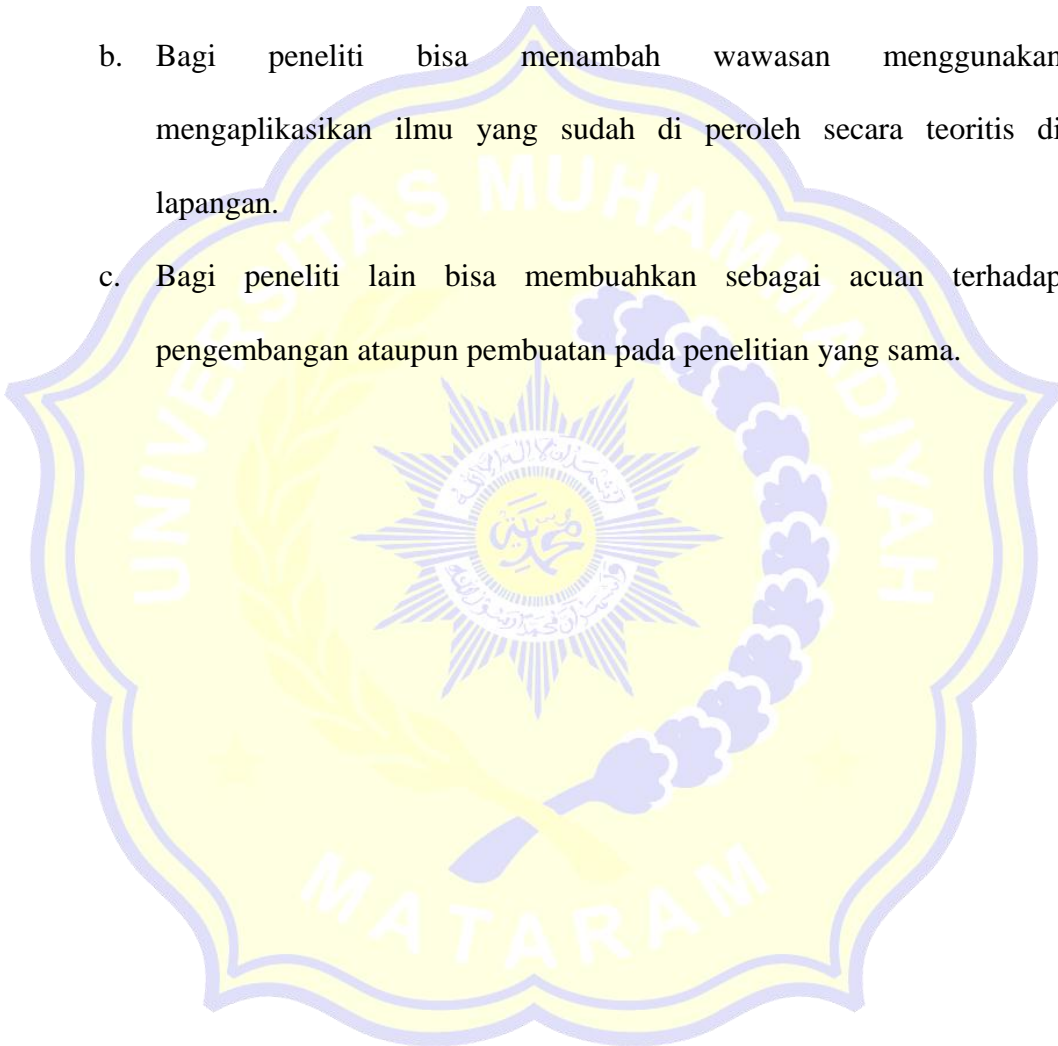 b. Bagi peneliti bisa menambah wawasan menggunakan
mengaplikasikan ilmu yang sudah di peroleh secara teoritis di
lapangan.
c. Bagi peneliti lain bisa membuahkan sebagai acuan terhadap
pengembangan ataupun pembuatan pada penelitian yang sama.
UNIVERSITAS MUHAMMADIYAH
MATARAM